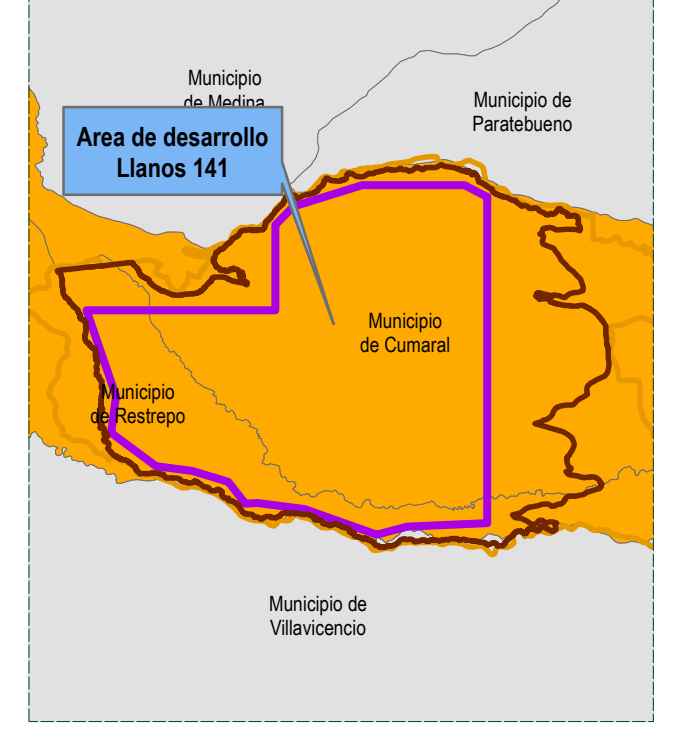 Municipio
de Medina
Municipio de
Paratebueno
Area de desarrollo
Llanos 141
Municipio
de Cumaral
Municipio
de Restrepo
Municipio de
Villavicencio